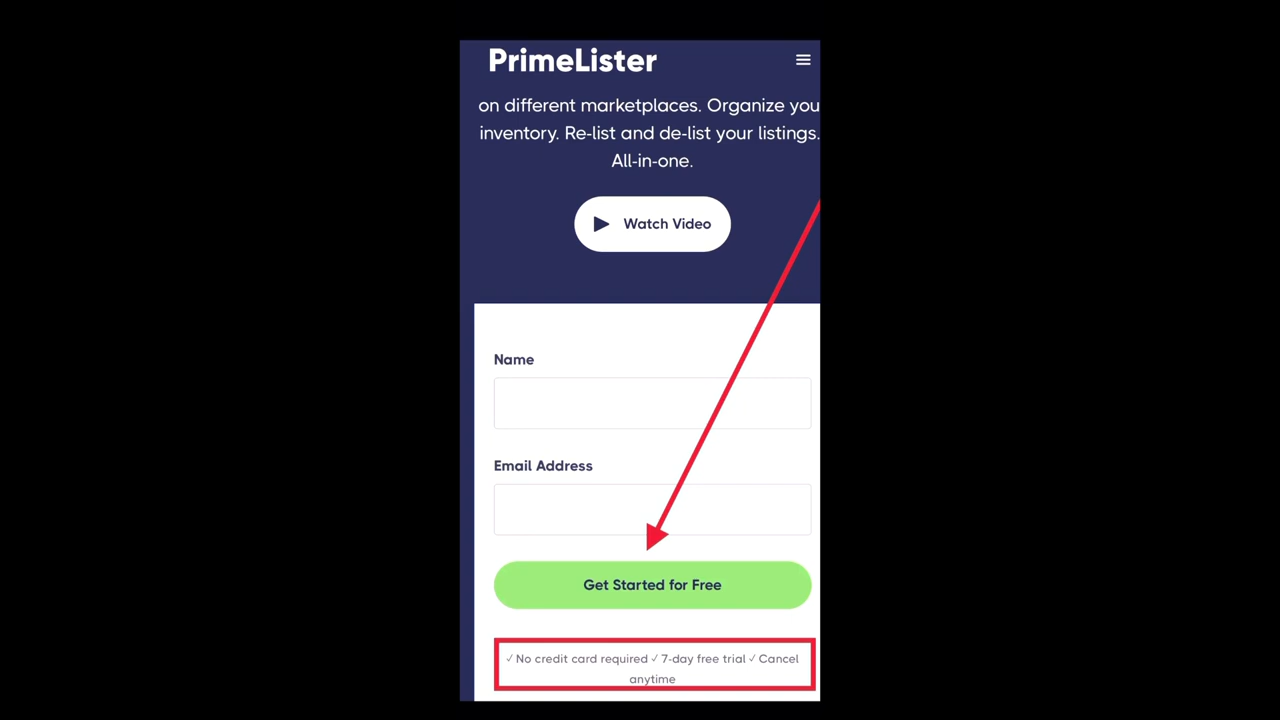 PrimeLister
on different marketplaces. Organize you
inventory. Re-list and de-list your listings.
All-in-one.
Watch Video
Name
Email Address
Get Started for Free
✓ No credit card required ✓ 7-day free trial ✓ Cancel
anytime